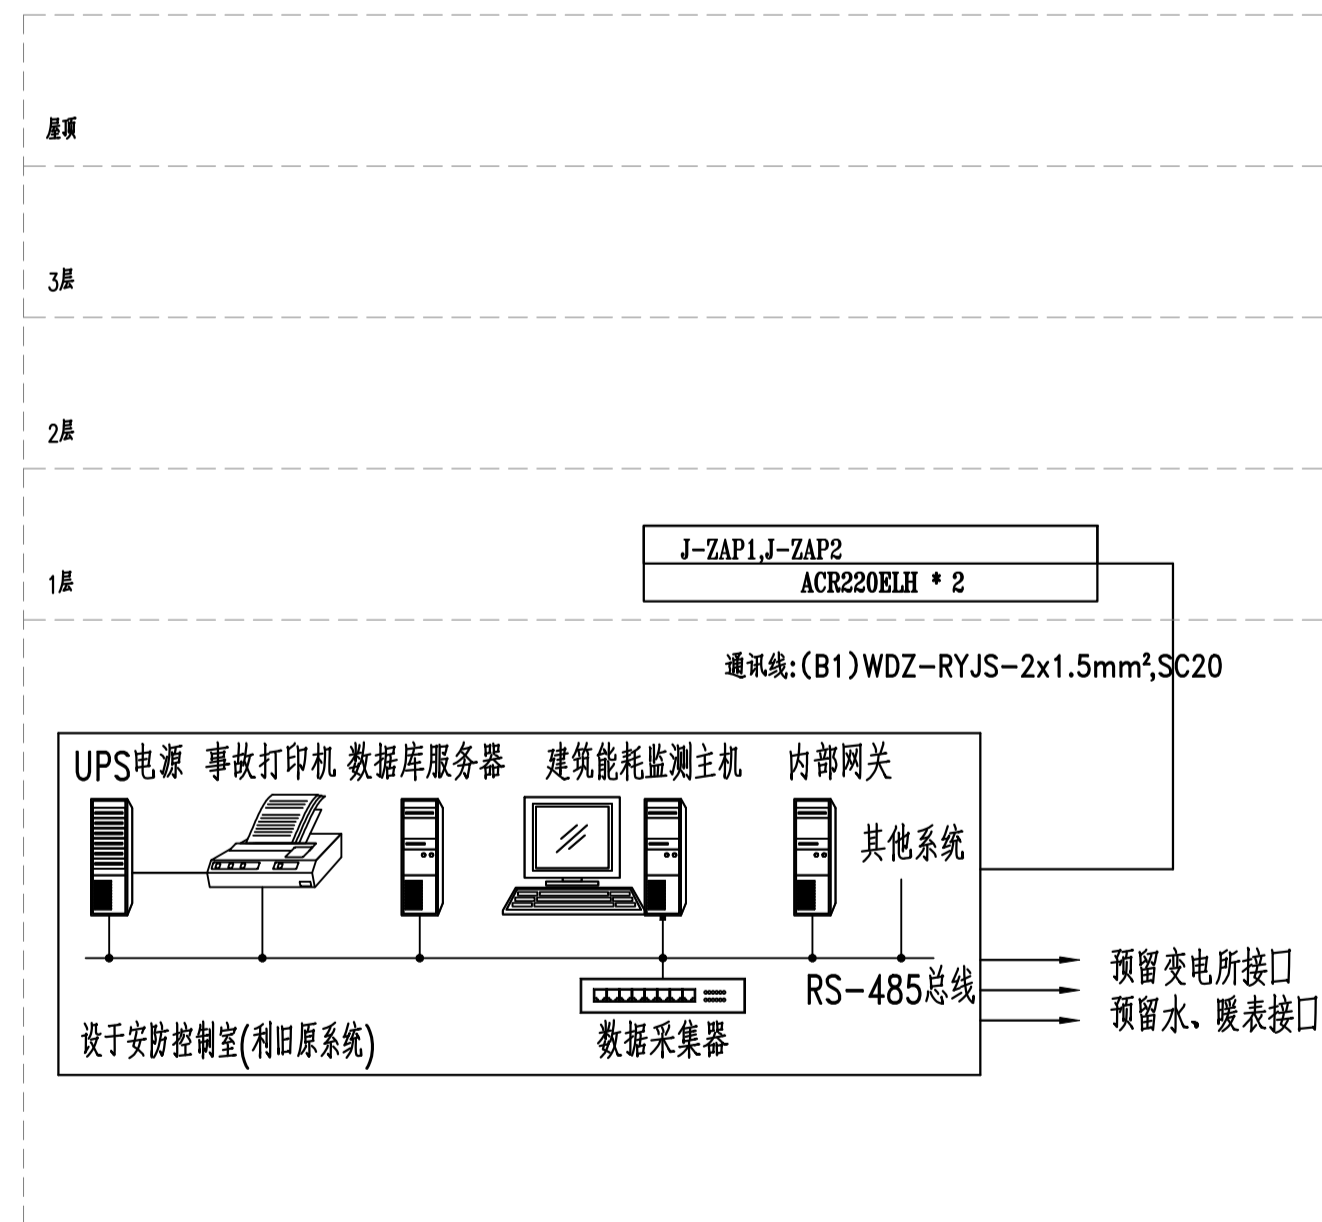 屋顶
3层
2层
J-ZAP1,J-ZAP2
1层
ACR220ELH * 2
通讯线:(B1)WDZ-RYJS-2x1.5mm²,SC20
UPS电源 事故打印机 数据库服务器 建筑能耗监测主机 内部网关
其他系统
RS-485总线
预留变电所接口
预留水、暖表接口
设于安防控制室(利旧原系统)
数据采集器